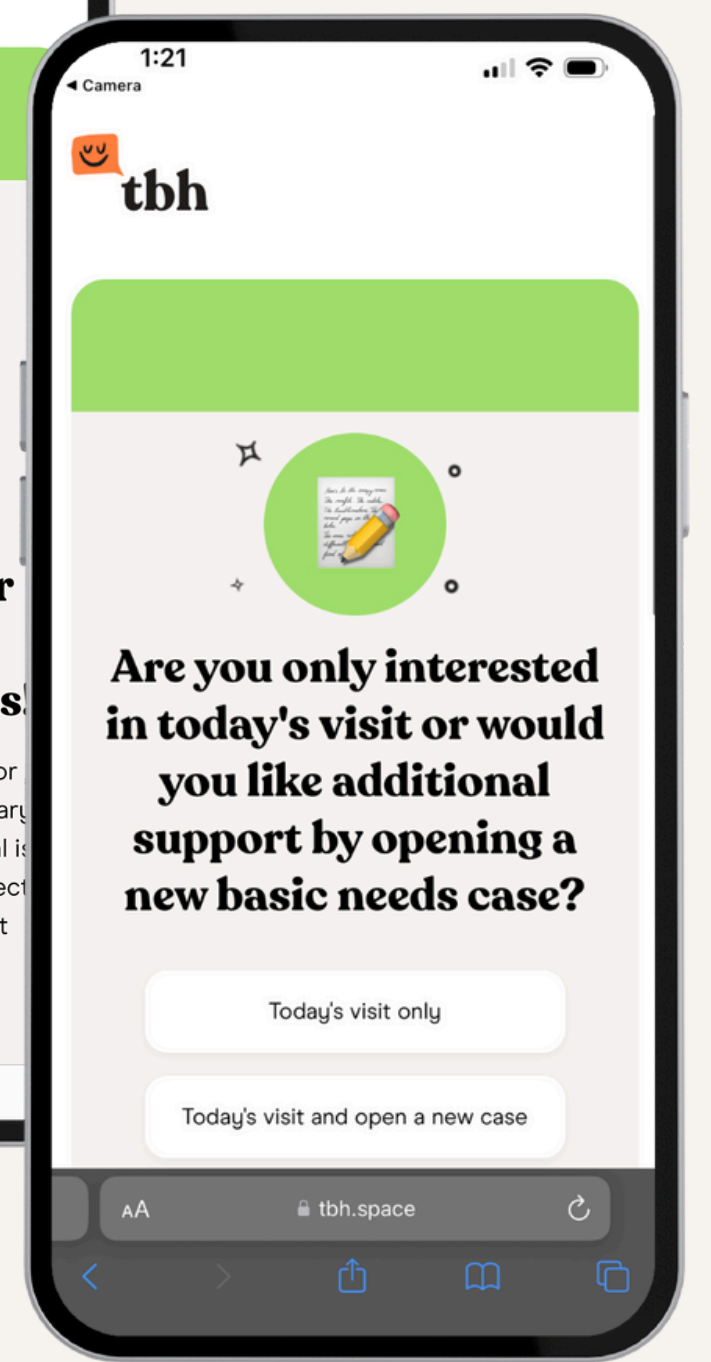 1:21
◀ Camera
tbh
Are you only interested
in today's visit or would
you like additional
support by opening a
new basic needs case?
Today's visit only
Today's visit and open a new case
AA
tbh.space